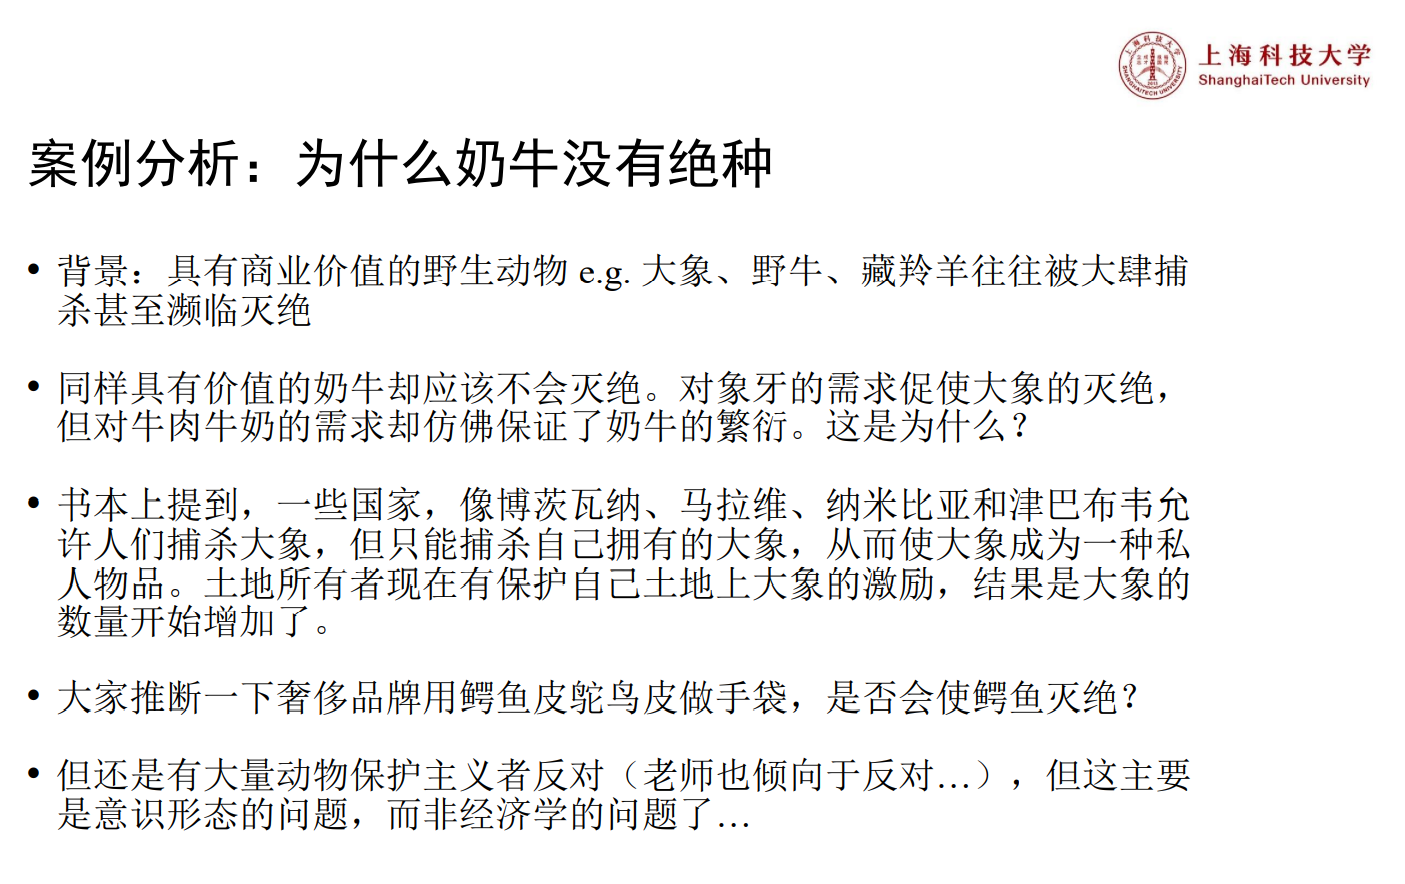 上海科技大学
ShanghaiTech University
案例分析：为什么奶牛没有绝种
• 背景：具有商业价值的野生动物 e.g. 大象、野牛、藏羚羊往往被大肆捕
杀甚至濒临灭绝
• 同样具有价值的奶牛却应该不会灭绝。对象牙的需求促使大象的灭绝，
但对牛肉牛奶的需求却仿佛保证了奶牛的繁衍。这是为什么？
• 书本上提到，一些国家，像博茨瓦纳、马拉维、纳米比亚和津巴布韦允
许人们捕杀大象，但只能捕杀自己拥有的大象，从而使大象成为一种私
人物品。土地所有者现在有保护自己土地上大象的激励，结果是大象的
数量开始增加了。
• 大家推断一下奢侈品牌用鳄鱼皮鸵鸟皮做手袋，是否会使鳄鱼灭绝？
• 但还是有大量动物保护主义者反对（老师也倾向于反对…），但这主要
是意识形态的问题，而非经济学的问题了…